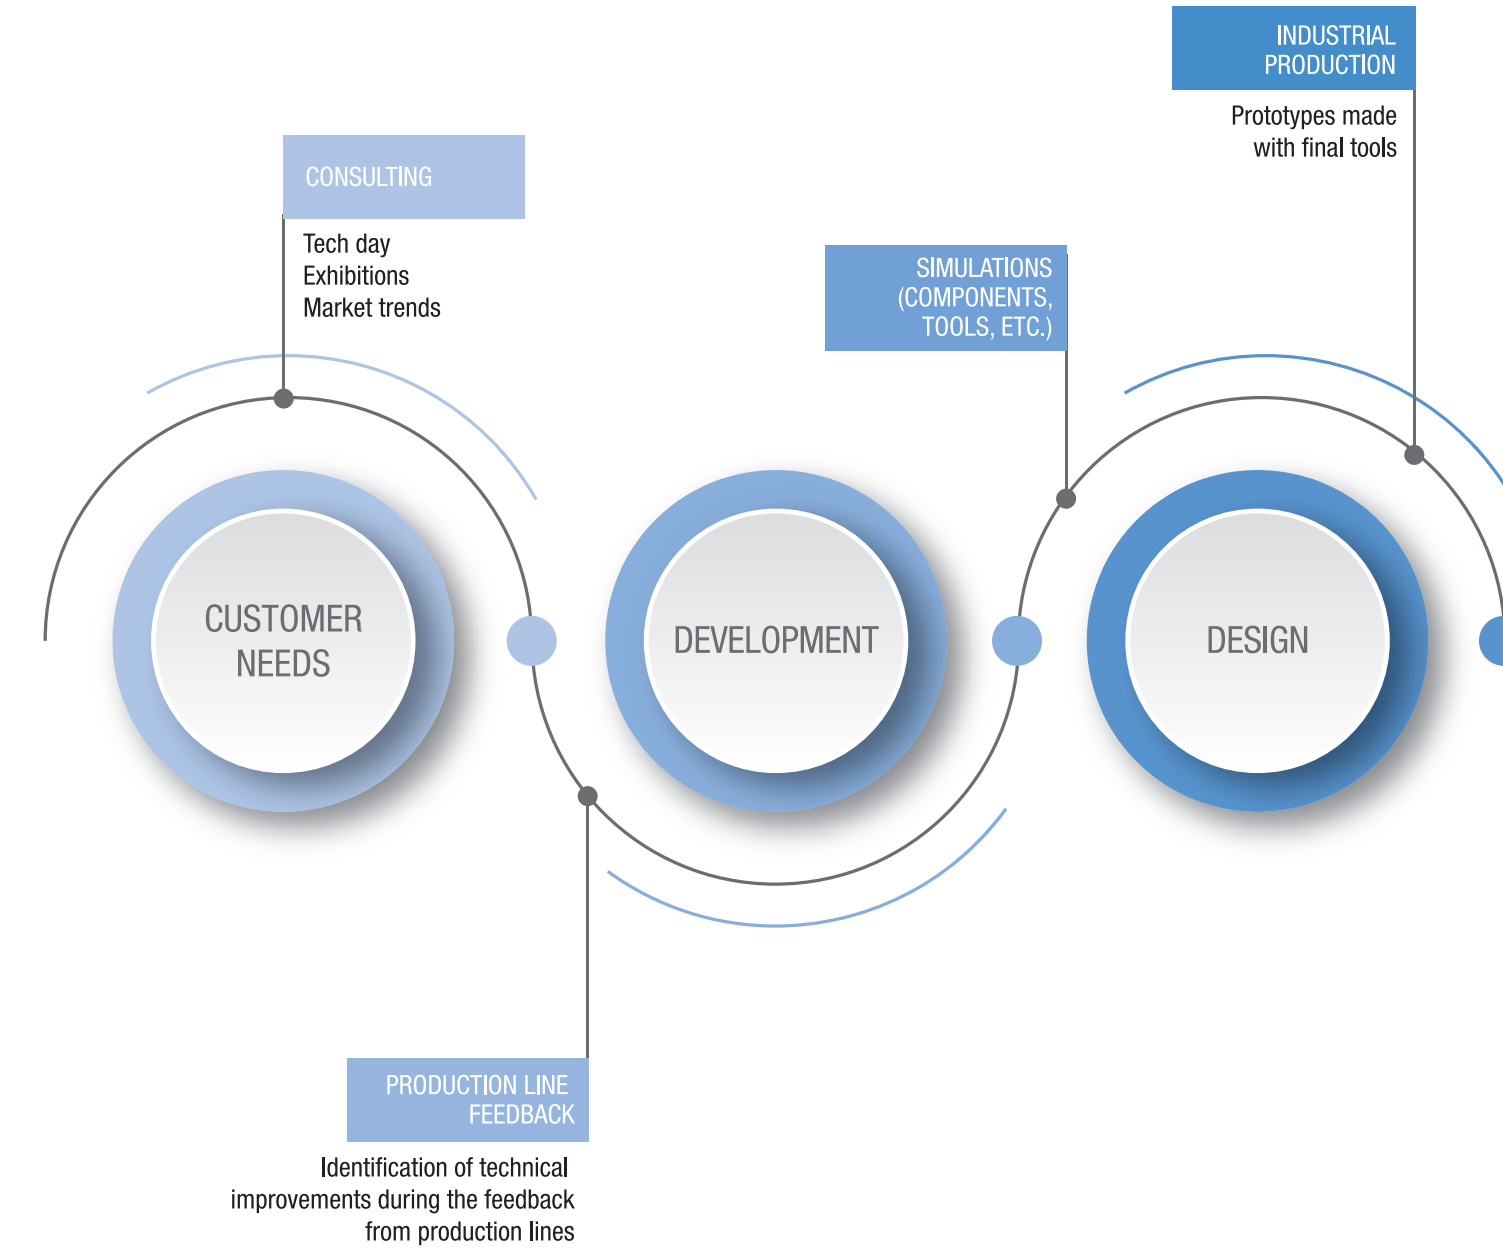 INDUSTRIAL
PRODUCTION
Prototypes made
with final tools
CONSULTING
Tech day
Exhibitions
Market trends
SIMULATIONS
(COMPONENTS,
TOOLS, ETC.)
CUSTOMER
NEEDS
DEVELOPMENT
DESIGN
PRODUCTION LINE
FEEDBACK
Identification of technical
improvements during the feedback
from production lines